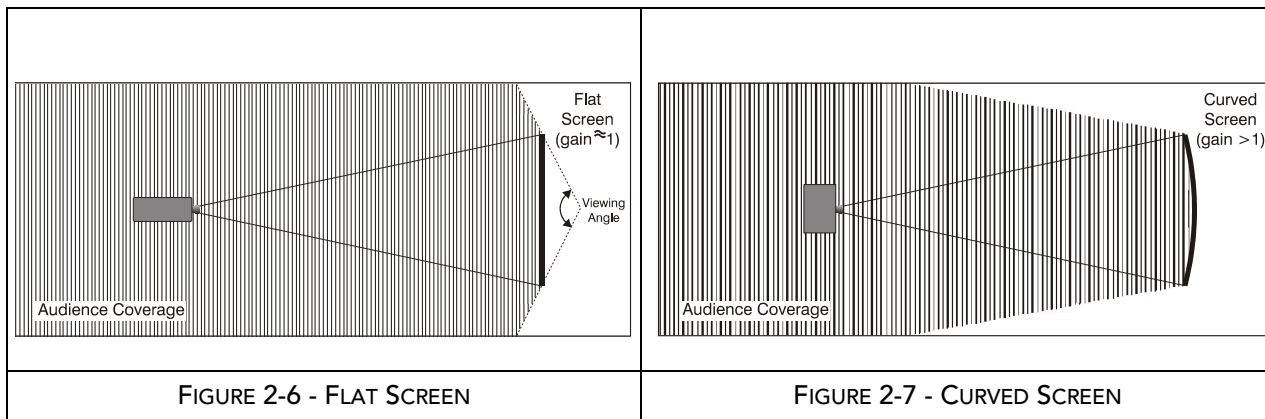 Flat
Screen
(gain≈1)
Viewing
Angle
Audience Coverage
FIGURE 2-6 - FLAT SCREEN
Curved
Screen
(gain >1)
Audience Coverage
FIGURE 2-7 - CURVED SCREEN